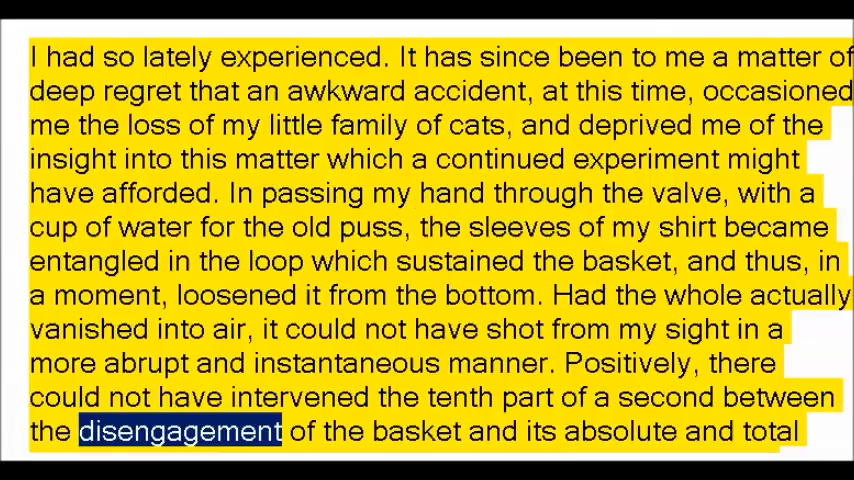 I had so lately experienced. It has since been to me a matter of
deep regret that an awkward accident, at this time, occasioned
me the loss of my little family of cats, and deprived me of the
insight into this matter which a continued experiment might
have afforded. In passing my hand through the valve, with a
cup of water for the old puss, the sleeves of my shirt became
entangled in the loop which sustained the basket, and thus, in
a moment, loosened it from the bottom. Had the whole actually
vanished into air, it could not have shot from my sight in a
more abrupt and instantaneous manner. Positively, there
could not have intervened the tenth part of a second between
the disengagement of the basket and its absolute and total